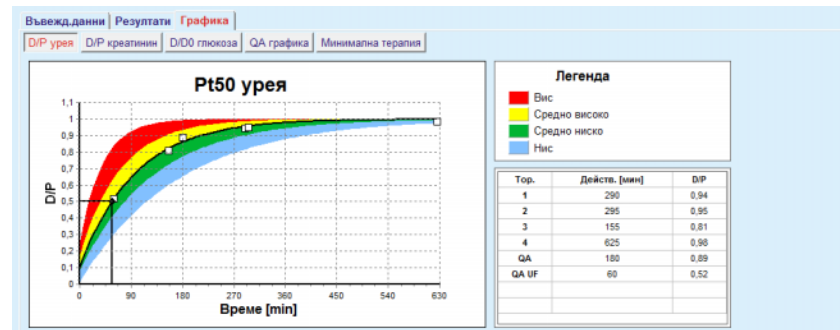 Въвежд.данни Резултати Графика
D/P урея D/P креатинин D/D0 глюкоза QA графика Минимална терапия
Pt50 урея
1,1
1
0,9
0,8
0,7
0,6
0,5
0,4
0,3
0,2
0,1
0
D/P
0 90 180 270 360 450 540 630
Време [min]
Легенда
Вис
Средно високо
Средно ниско
Нис
Тор. Действ. [мин] D/P
1 290 0,94
2 295 0,95
3 155 0,81
4 625 0,98
QA 180 0,89
QA UF 60 0,52